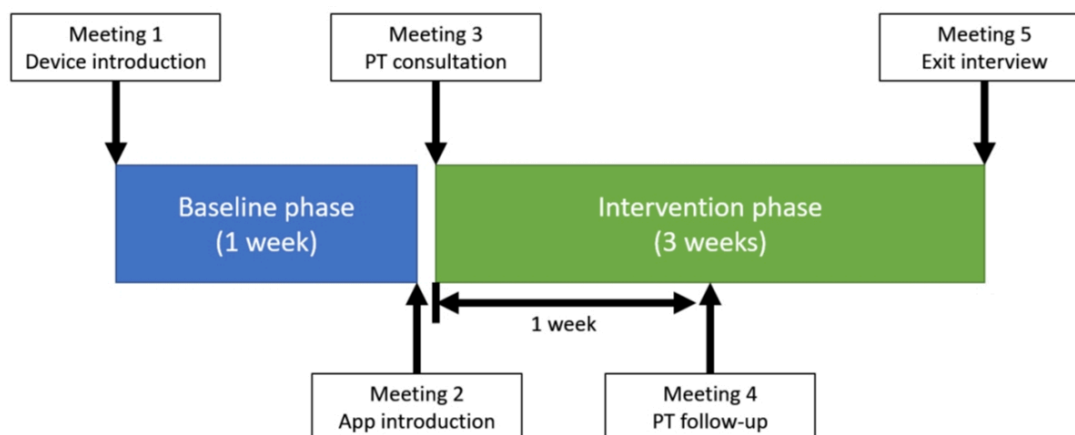 Meeting 1
Device introduction
Meeting 3
PT consultation
Meeting 5
Exit interview
Baseline phase
(1 week)
Intervention phase
(3 weeks)
1 week
Meeting 2
App introduction
Meeting 4
PT follow-up